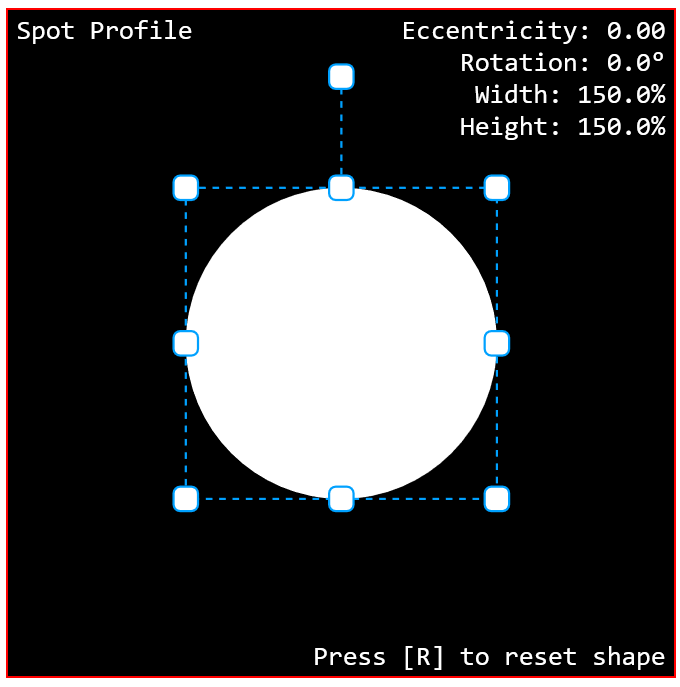 Spot Profile
Eccentricity: 0.00
Rotation: 0.0°
Width: 150.0%
Height: 150.0%
Press [R] to reset shape